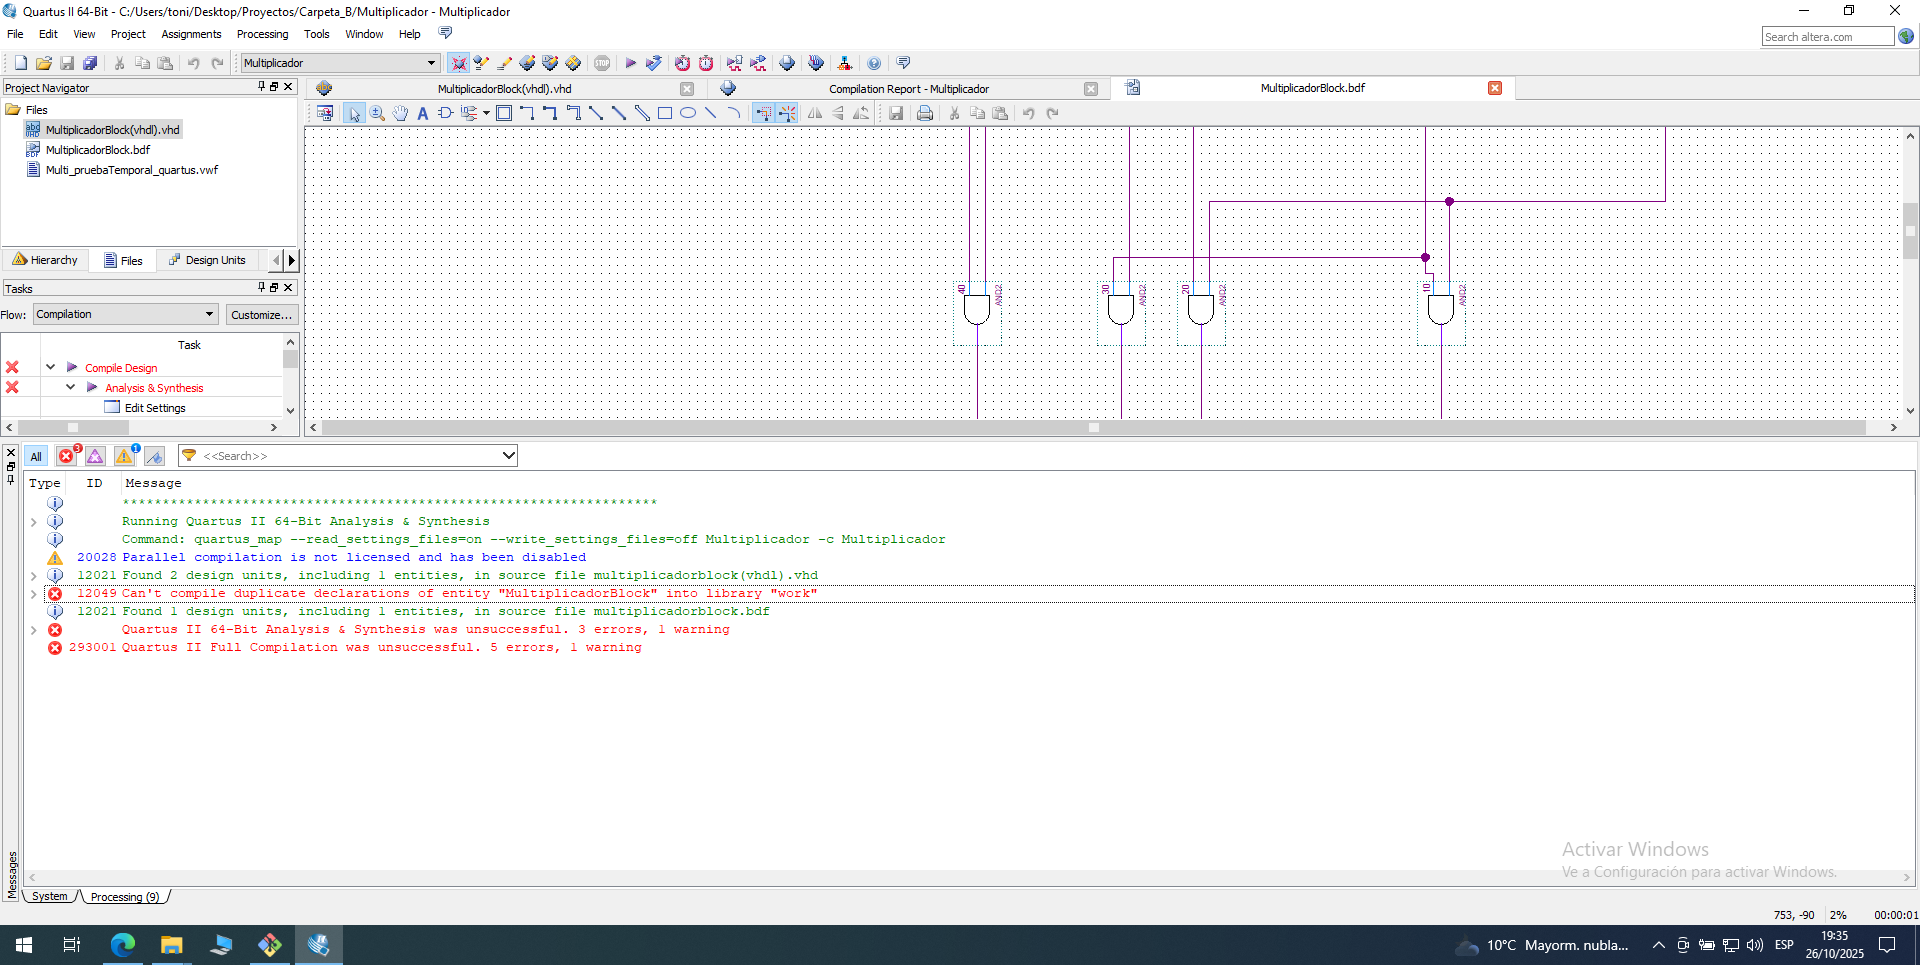 Quartus II 64-Bit - C:/Users/toni/Desktop/Proyectos/Carpeta_B/Multiplicador - Multiplicador
File Edit View Project Assignments Processing Tools Window Help
Search altera.com
Multiplicador
STOP
Project Navigator
MultiplicadorBlock(vhdl).vhd
Compilation Report - Multiplicador
MultiplicadorBlock.bdf
Files
MultiplicadorBlock(vhdl).vhd
MultiplicadorBlock.bdf
Multi_pruebaTemporal_quartus.vwf
Hierarchy Files Design Units
Tasks
Flow: Compilation Customize...
Task
Compile Design
Analysis & Synthesis
Edit Settings
40 AND2
30 AND2
20 AND2
10 AND2
All 3 1 <<Search>>
Type ID Message
*******************************************************************
Running Quartus II 64-Bit Analysis & Synthesis
Command: quartus_map --read_settings_files=on --write_settings_files=off Multiplicador -c Multiplicador
20028 Parallel compilation is not licensed and has been disabled
12021 Found 2 design units, including 1 entities, in source file multiplicadorblock(vhdl).vhd
12049 Can't compile duplicate declarations of entity "MultiplicadorBlock" into library "work"
12021 Found 1 design units, including 1 entities, in source file multiplicadorblock.bdf
Quartus II 64-Bit Analysis & Synthesis was unsuccessful. 3 errors, 1 warning
293001 Quartus II Full Compilation was unsuccessful. 5 errors, 1 warning
Activar Windows
Ve a Configuración para activar Windows.
Messages
System Processing (9)
753, -90 2% 00:00:01
10°C Mayorm. nubla... ESP
19:35
26/10/2025